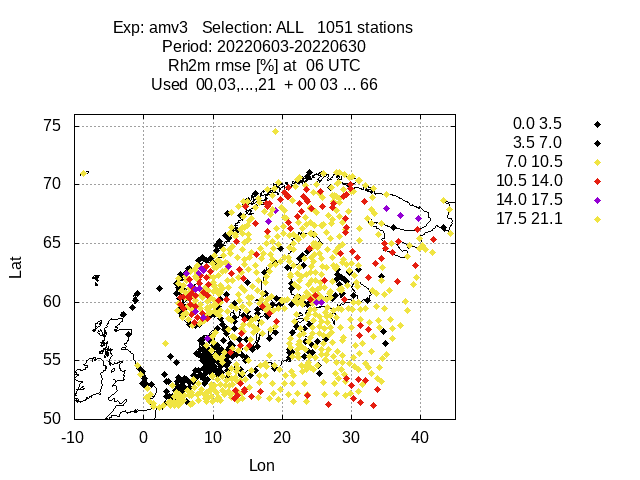 Exp: amv3 Selection: ALL 1051 stations
Period: 20220603-20220630
Rh2m rmse [%] at 06 UTC
Used 00,03,...,21 + 00 03 ... 66
75
70
65
60
55
50
Lat
-10 0 10 20 30 40
Lon
0.0 3.5
3.5 7.0
7.0 10.5
10.5 14.0
14.0 17.5
17.5 21.1